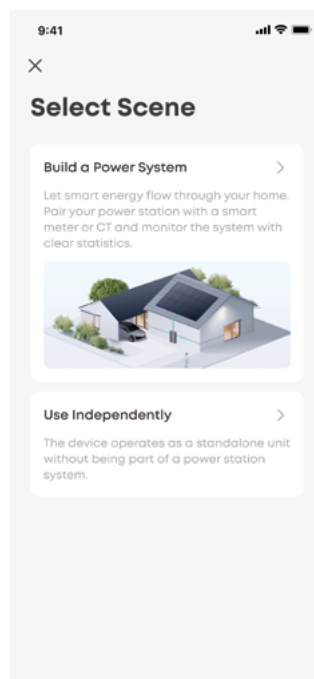 9:41
Select Scene
Build a Power System
Let smart energy flow through your home.
Pair your power station with a smart
meter or CT and monitor the system with
clear statistics.
Use Independently
The device operates as a standalone unit
without being part of a power station
system.